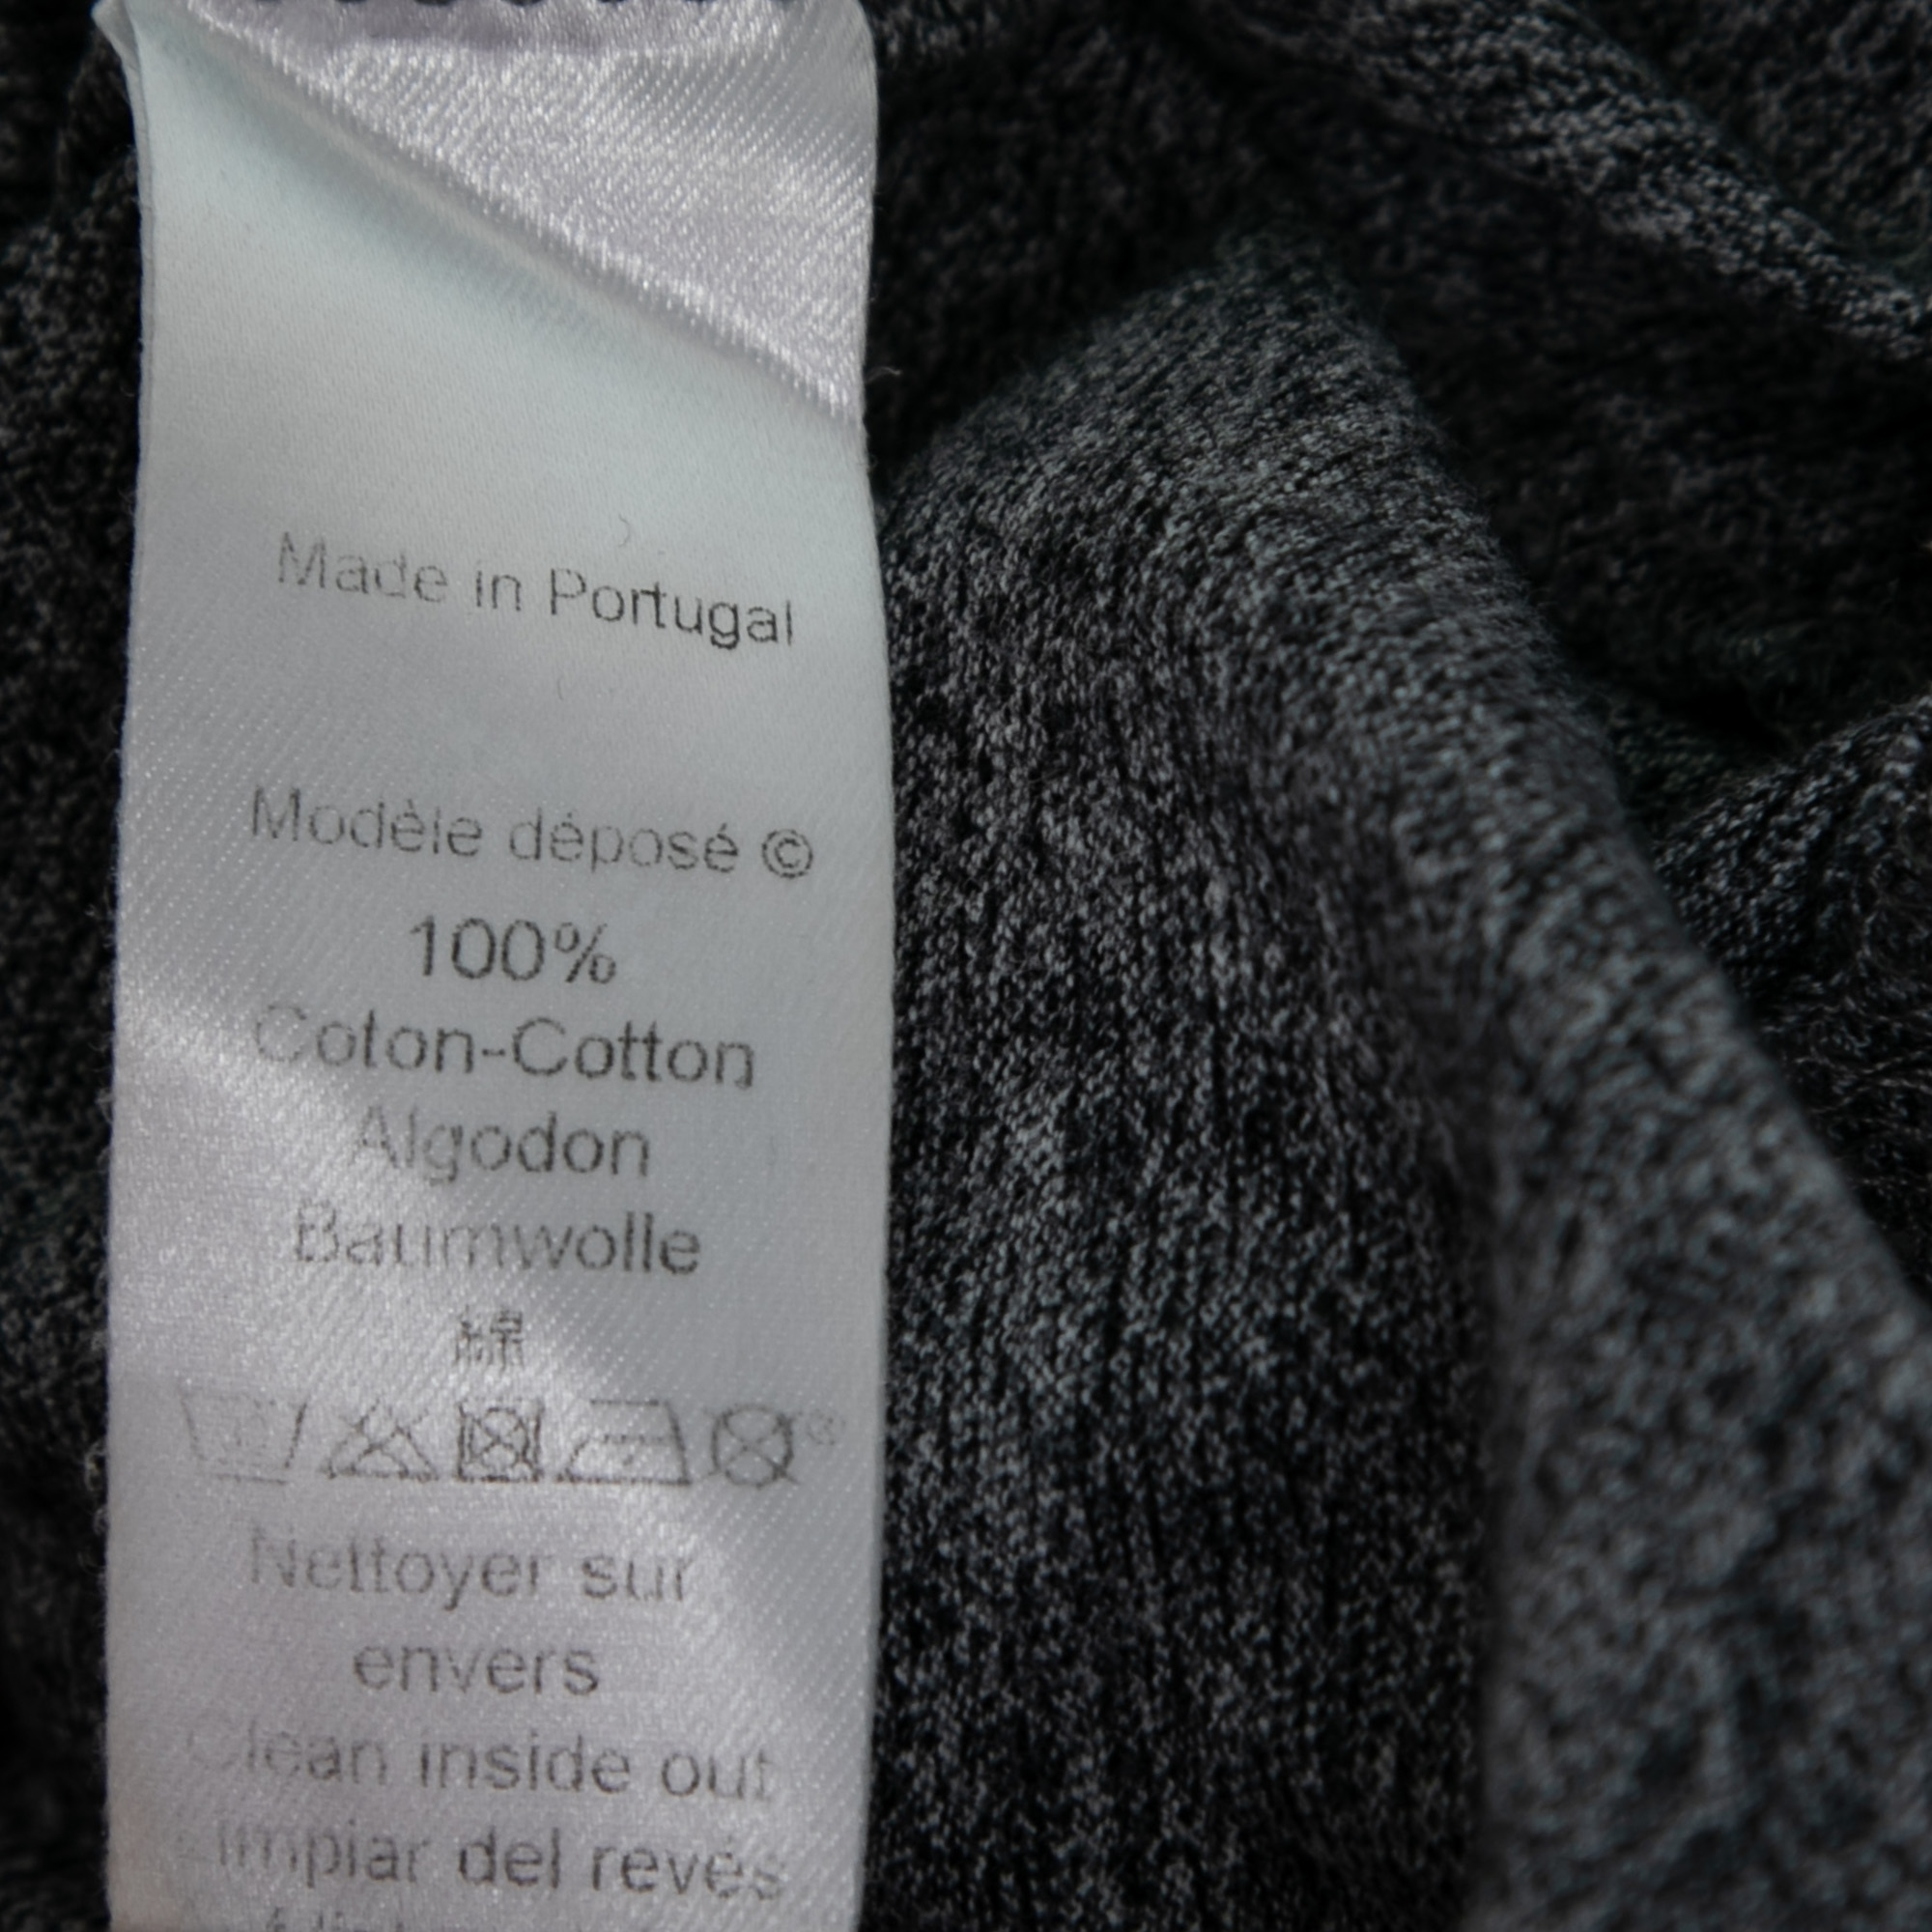 Made in Portugal
Modèle déposé ©
100%
Coton-Cotton
Algodon
Baumwolle
綿
Nettoyer sur
envers
Clean inside out
Limpiar del revés